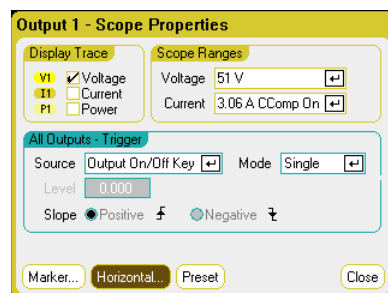 Output 1 - Scope Properties
Display Trace
V1 Voltage
I1 Current
P1 Power
Scope Ranges
Voltage 51 V
Current 3.06 A CComp On
All Outputs - Trigger
Source Output On/Off Key Mode Single
Level 0.000
Slope Positive Negative
Marker... Horizontal... Preset Close